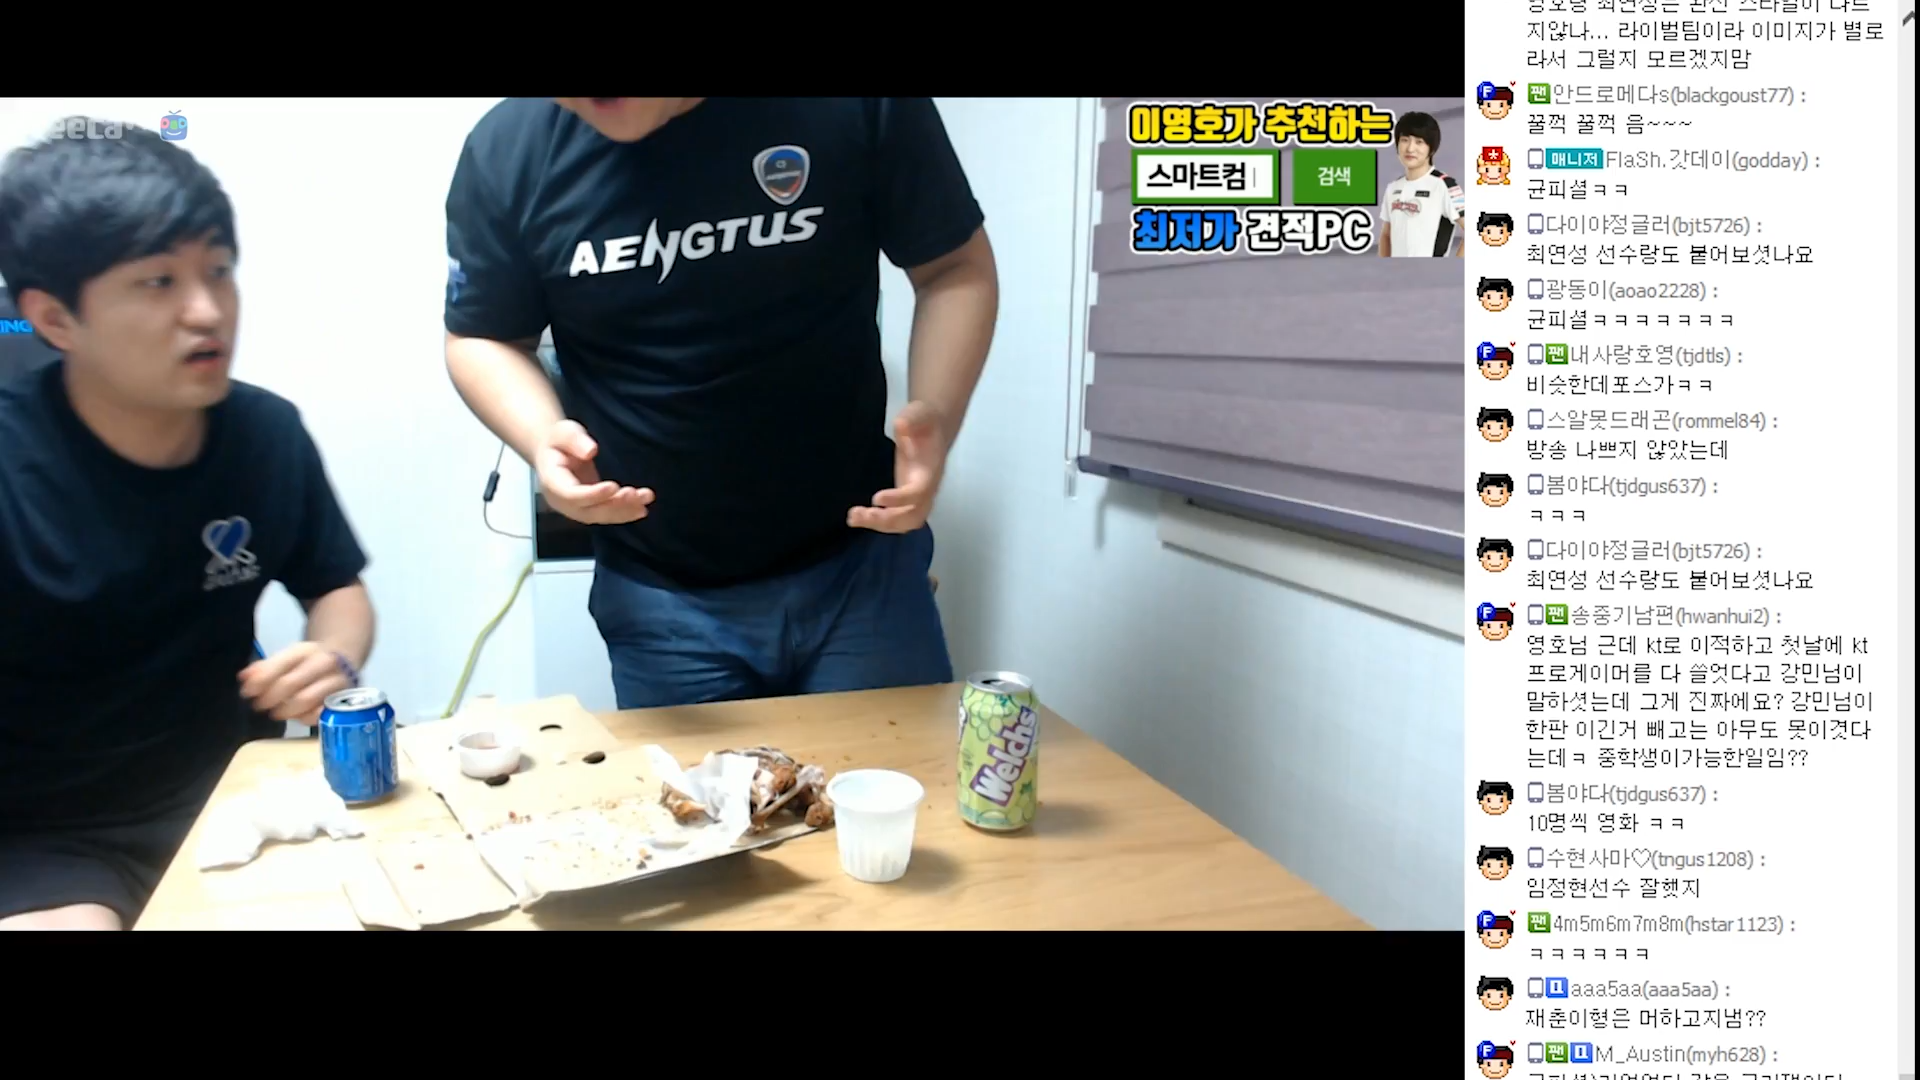 이영호가 추천하는
스마트컴
검색
최저가 견적PC
AENGTUS
Welchs
지않나... 라이벌팀이라 이미지가 별로
라서 그럴지 모르겠지맘
팬 안드로메다s(blackgoust77) :
꿀꺽 꿀꺽 음~~~
매니저 FlaSh.갓데이(godday) :
균피셜ㅋㅋ
다이야정글러(bjt5726) :
최연성 선수랑도 붙어보셧나요
광동이(aoao2228) :
균피셜ㅋㅋㅋㅋㅋㅋㅋ
팬 내사랑호영(tjdtls) :
비슷한데포스가ㅋㅋ
스알못드래곤(rommel84) :
방송 나쁘지 않았는데
봄야다(tjdgus637) :
ㅋㅋㅋ
다이야정글러(bjt5726) :
최연성 선수랑도 붙어보셧나요
팬 송중기남편(hwanhui2) :
영호님 근데 kt로 이적하고 첫날에 kt
프로게이머를 다 쓸엇다고 강민넘이
말하셧는데 그게 진짜에요? 강민넘이
한판 이긴거 빼고는 아무도 못이겻다
는데ㅋ 중학생이가능한일임??
봄야다(tjdgus637) :
10명씩 영화 ㅋㅋ
수현사마♡(tngus1208) :
임정현선수 잘햇지
팬 4m5m6m7m8m(hstar1123) :
ㅋㅋㅋㅋㅋㅋ
aaa5aa(aaa5aa) :
재춘이형은 머하고지냄??
팬 M_Austin(myh628) :